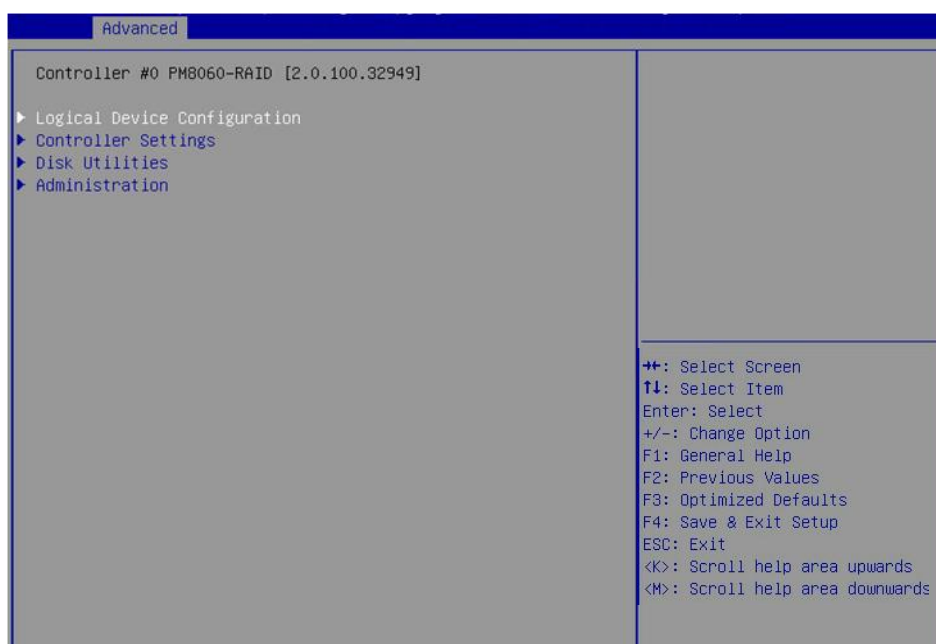 Advanced
Controller #0 PM8060-RAID [2.0.100.32949]
Logical Device Configuration
Controller Settings
Disk Utilities
Administration
→←: Select Screen
↑↓: Select Item
Enter: Select
+/-: Change Option
F1: General Help
F2: Previous Values
F3: Optimized Defaults
F4: Save & Exit Setup
ESC: Exit
<K>: Scroll help area upwards
<M>: Scroll help area downwards